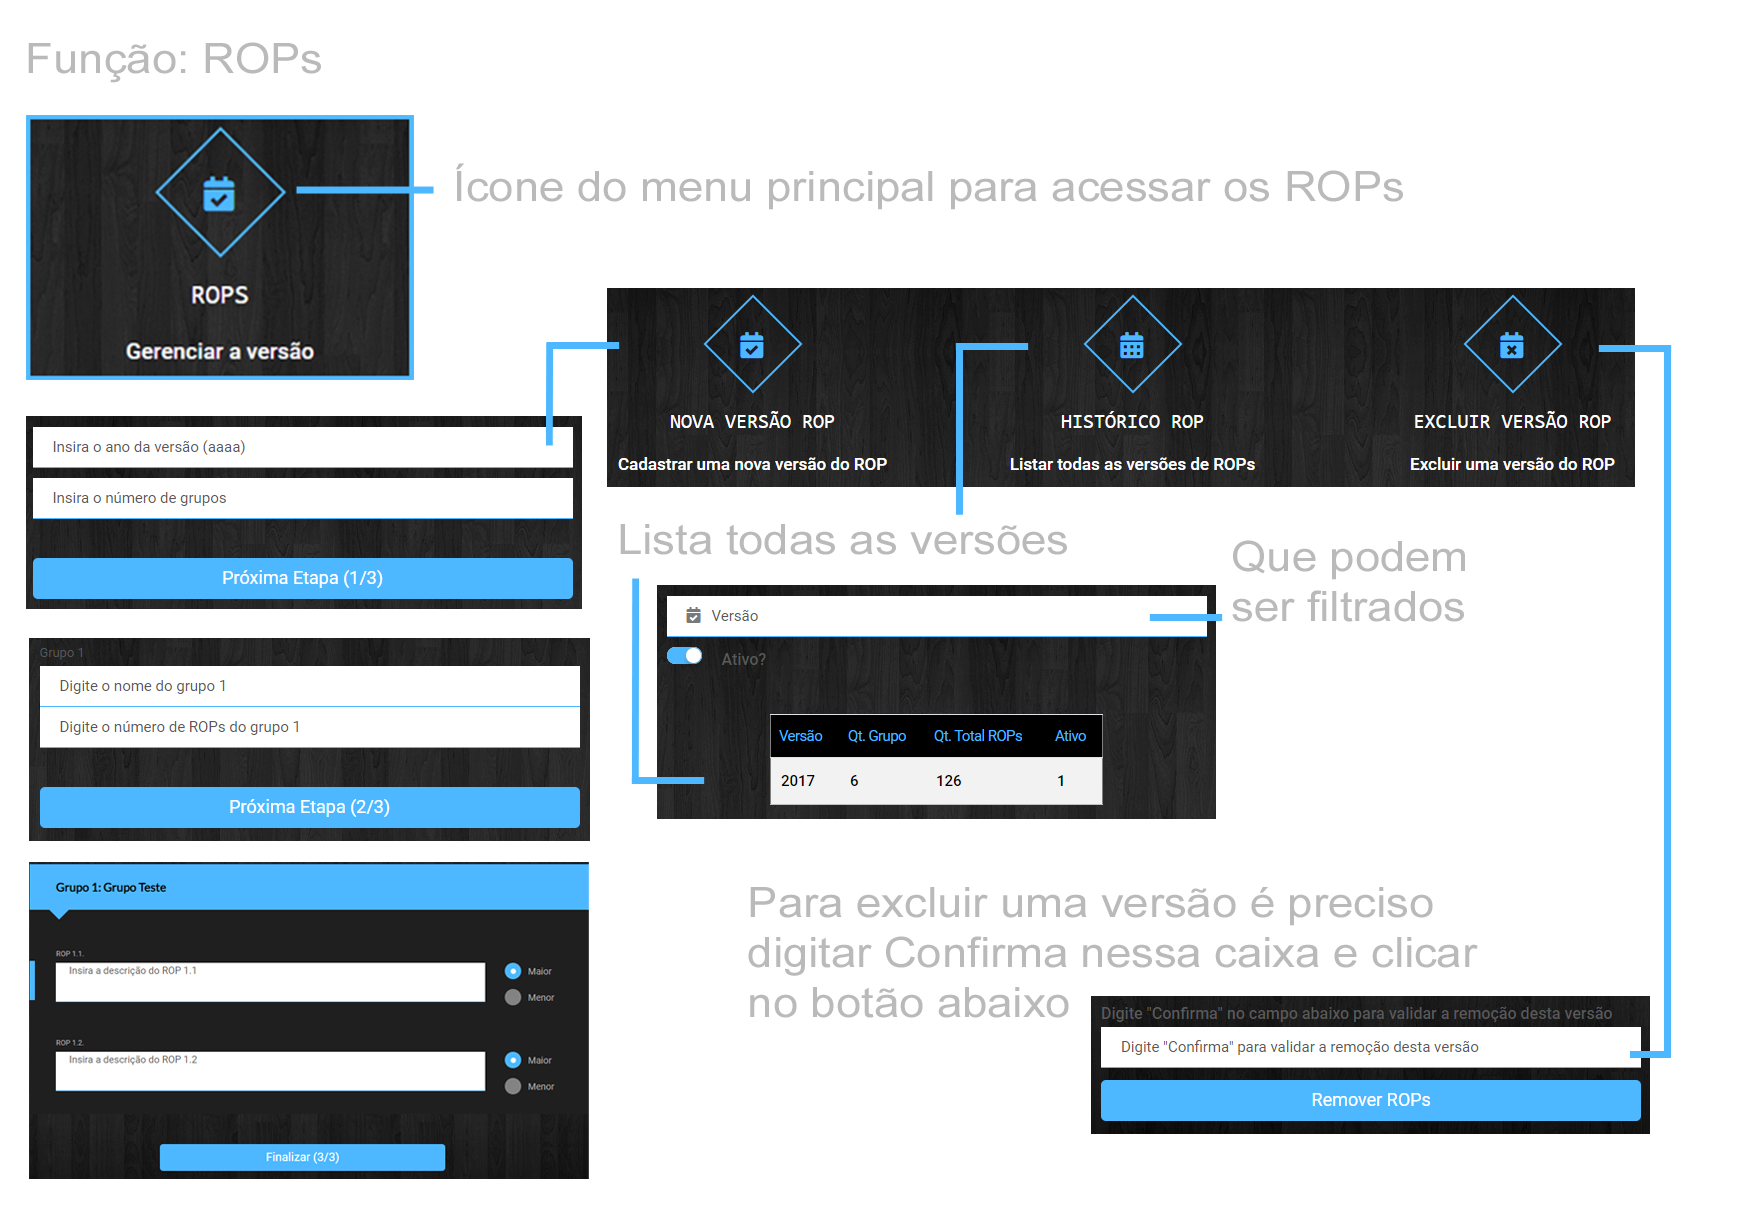 Função: ROPs
Ícone do menu principal para acessar os ROPs
ROPS
Gerenciar a versão
NOVA VERSÃO ROP
Cadastrar uma nova versão do ROP
HISTÓRICO ROP
Listar todas as versões de ROPs
EXCLUIR VERSÃO ROP
Excluir uma versão do ROP
Insira o ano da versão (aaaa)
Insira o número de grupos
Próxima Etapa (1/3)
Grupo 1
Digite o nome do grupo 1
Digite o número de ROPs do grupo 1
Próxima Etapa (2/3)
Grupo 1: Grupo Teste
ROP 1.1.
Insira a descrição do ROP 1.1
Maior
Menor
ROP 1.2.
Insira a descrição do ROP 1.2
Maior
Menor
Finalizar (3/3)
Lista todas as versões
Que podem
ser filtrados
Versão
Ativo?
Versão Qt. Grupo Qt. Total ROPs Ativo
2017 6 126 1
Para excluir uma versão é preciso
digitar Confirma nessa caixa e clicar
no botão abaixo
Digite "Confirma" no campo abaixo para validar a remoção desta versão
Digite "Confirma" para validar a remoção desta versão
Remover ROPs